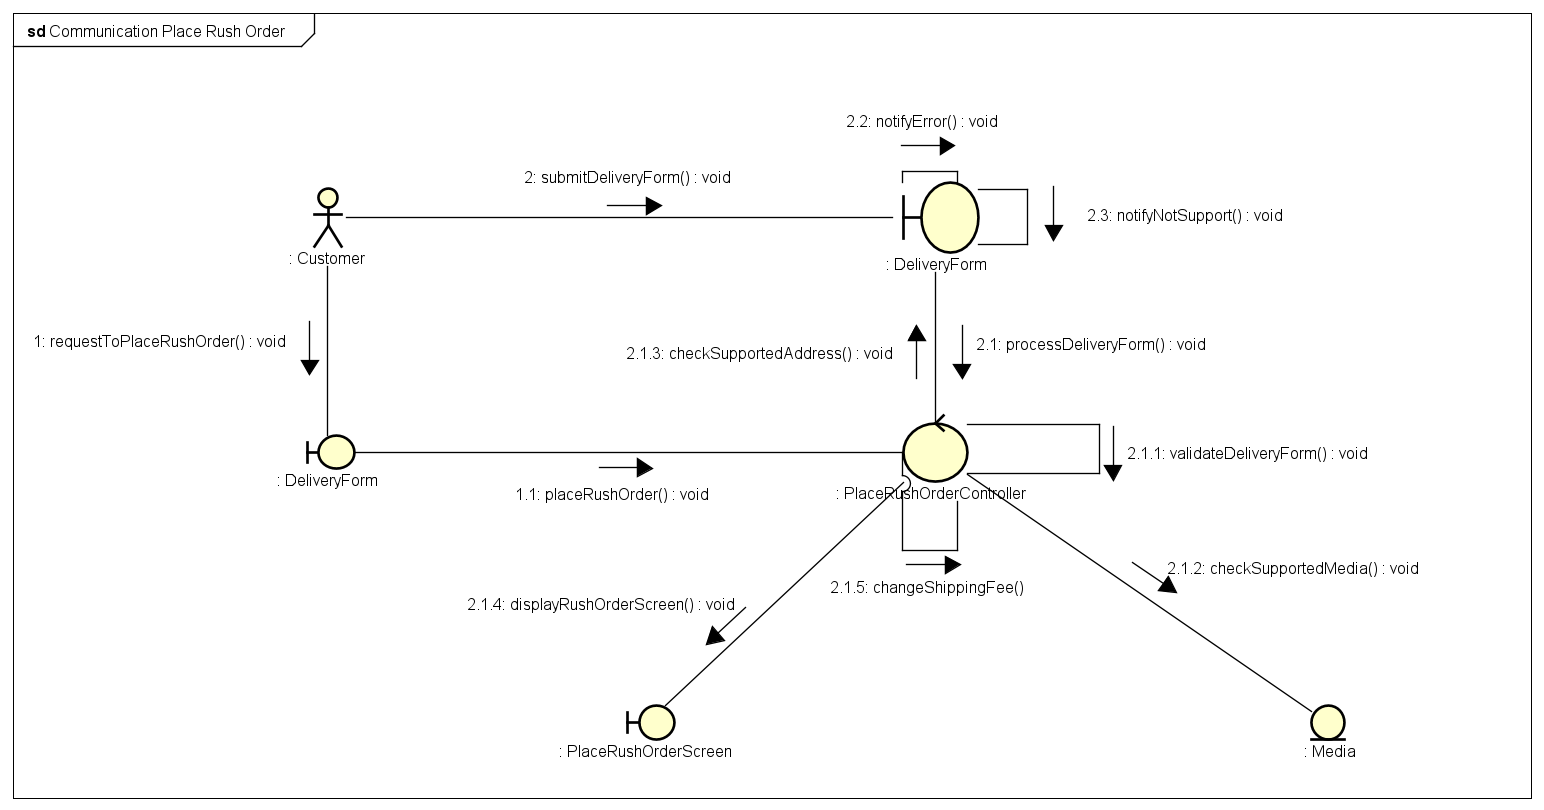 sd Communication Place Rush Order
2.2: notifyError() : void
2: submitDeliveryForm() : void
2.3: notifyNotSupport() : void
: Customer
: DeliveryForm
1: requestToPlaceRushOrder() : void
2.1.3: checkSupportedAddress() : void
2.1: processDeliveryForm() : void
2.1.1: validateDeliveryForm() : void
: DeliveryForm
1.1: placeRushOrder() : void
: PlaceRushOrderController
2.1.2: checkSupportedMedia() : void
2.1.5: changeShippingFee()
2.1.4: displayRushOrderScreen() : void
: PlaceRushOrderScreen
: Media